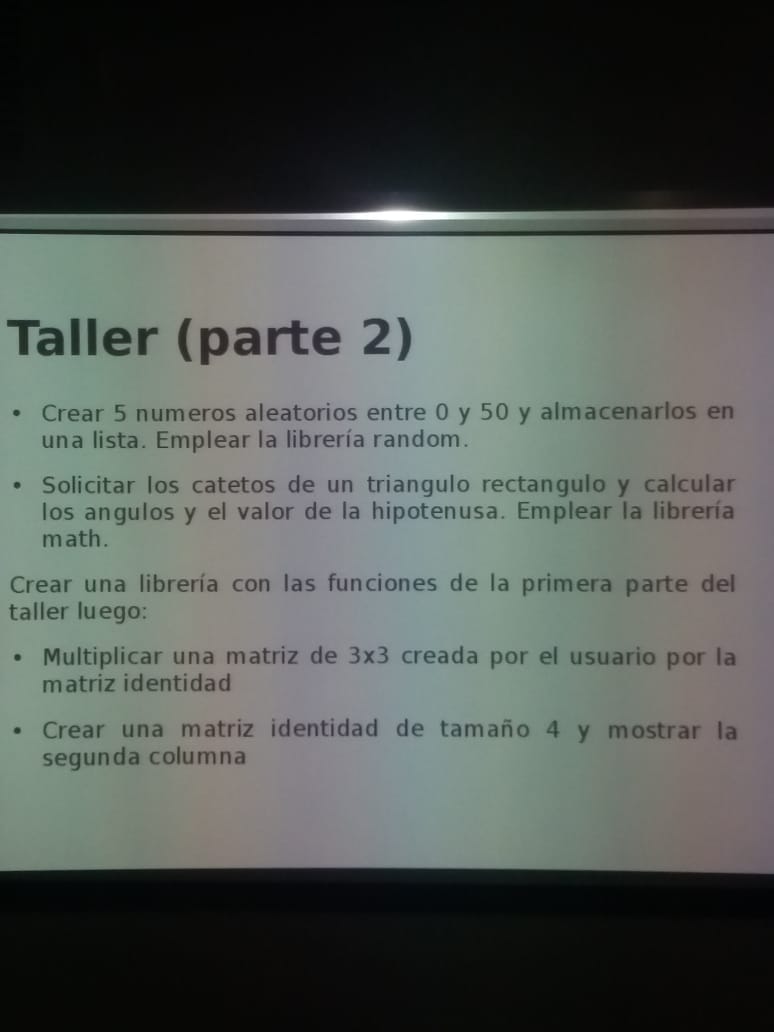 Taller (parte 2)
• Crear 5 numeros aleatorios entre 0 y 50 y almacenarlos en
una lista. Emplear la librería random.
• Solicitar los catetos de un triangulo rectangulo y calcular
los angulos y el valor de la hipotenusa. Emplear la librería
math.
Crear una librería con las funciones de la primera parte del
taller luego:
• Multiplicar una matriz de 3x3 creada por el usuario por la
matriz identidad
• Crear una matriz identidad de tamaño 4 y mostrar la
segunda columna